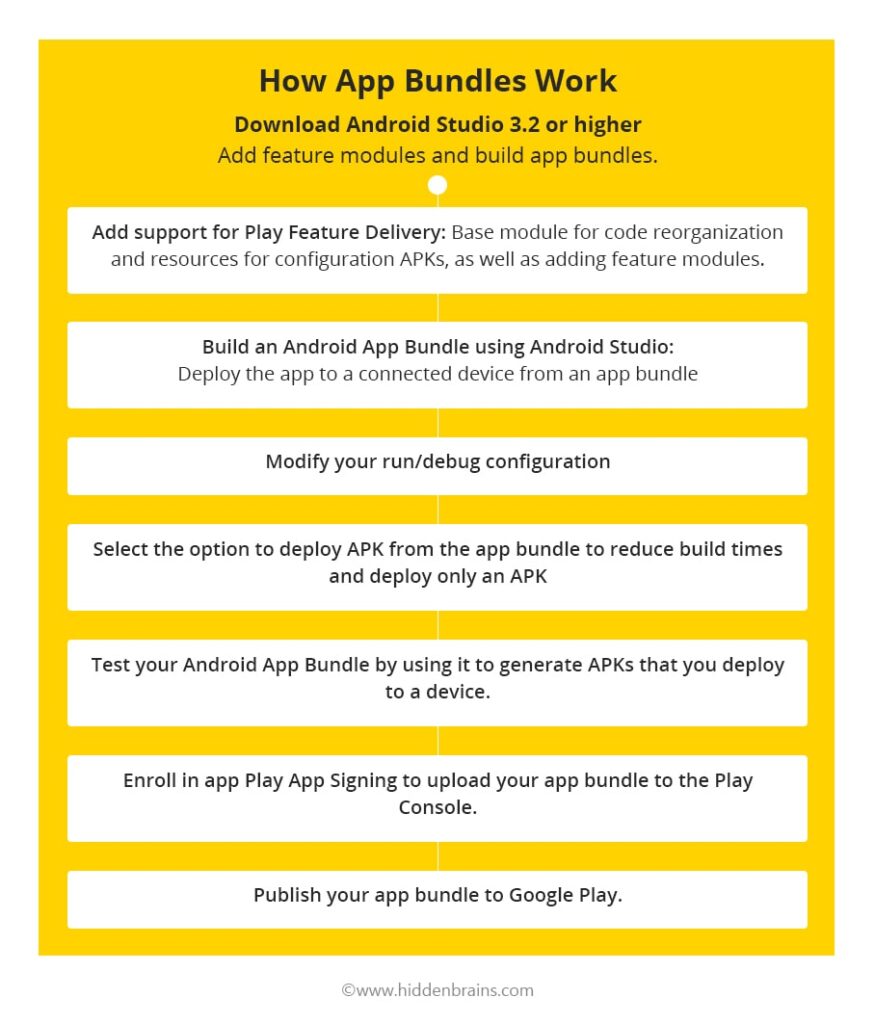 How App Bundles Work
Download Android Studio 3.2 or higher
Add feature modules and build app bundles.
Add support for Play Feature Delivery: Base module for code reorganization
and resources for configuration APKs, as well as adding feature modules.
Build an Android App Bundle using Android Studio:
Deploy the app to a connected device from an app bundle
Modify your run/debug configuration
Select the option to deploy APK from the app bundle to reduce build times
and deploy only an APK
Test your Android App Bundle by using it to generate APKs that you deploy
to a device.
Enroll in app Play App Signing to upload your app bundle to the Play
Console.
Publish your app bundle to Google Play.
©www.hiddenbrains.com